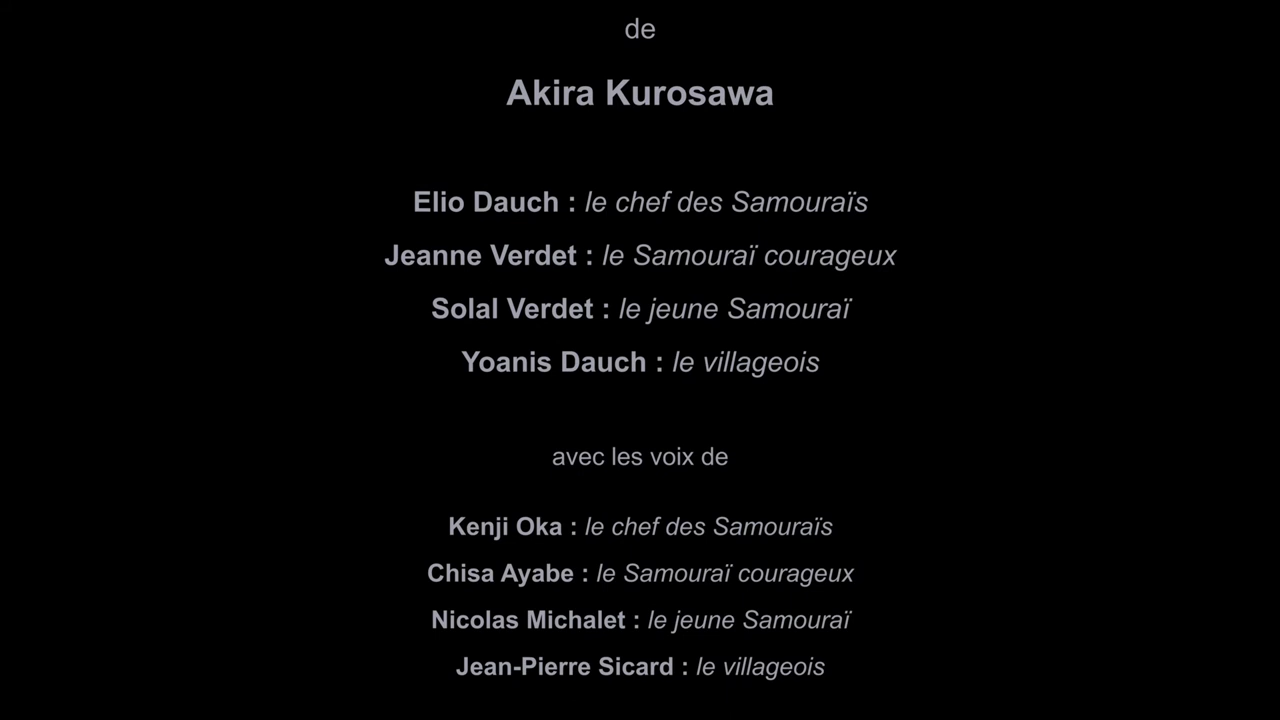 de
Akira Kurosawa
Elio Dauch : le chef des Samouraïs
Jeanne Verdet : le Samouraï courageux
Solal Verdet : le jeune Samouraï
Yoanis Dauch : le villageois
avec les voix de
Kenji Oka : le chef des Samouraïs
Chisa Ayabe : le Samouraï courageux
Nicolas Michalet : le jeune Samouraï
Jean-Pierre Sicard : le villageois